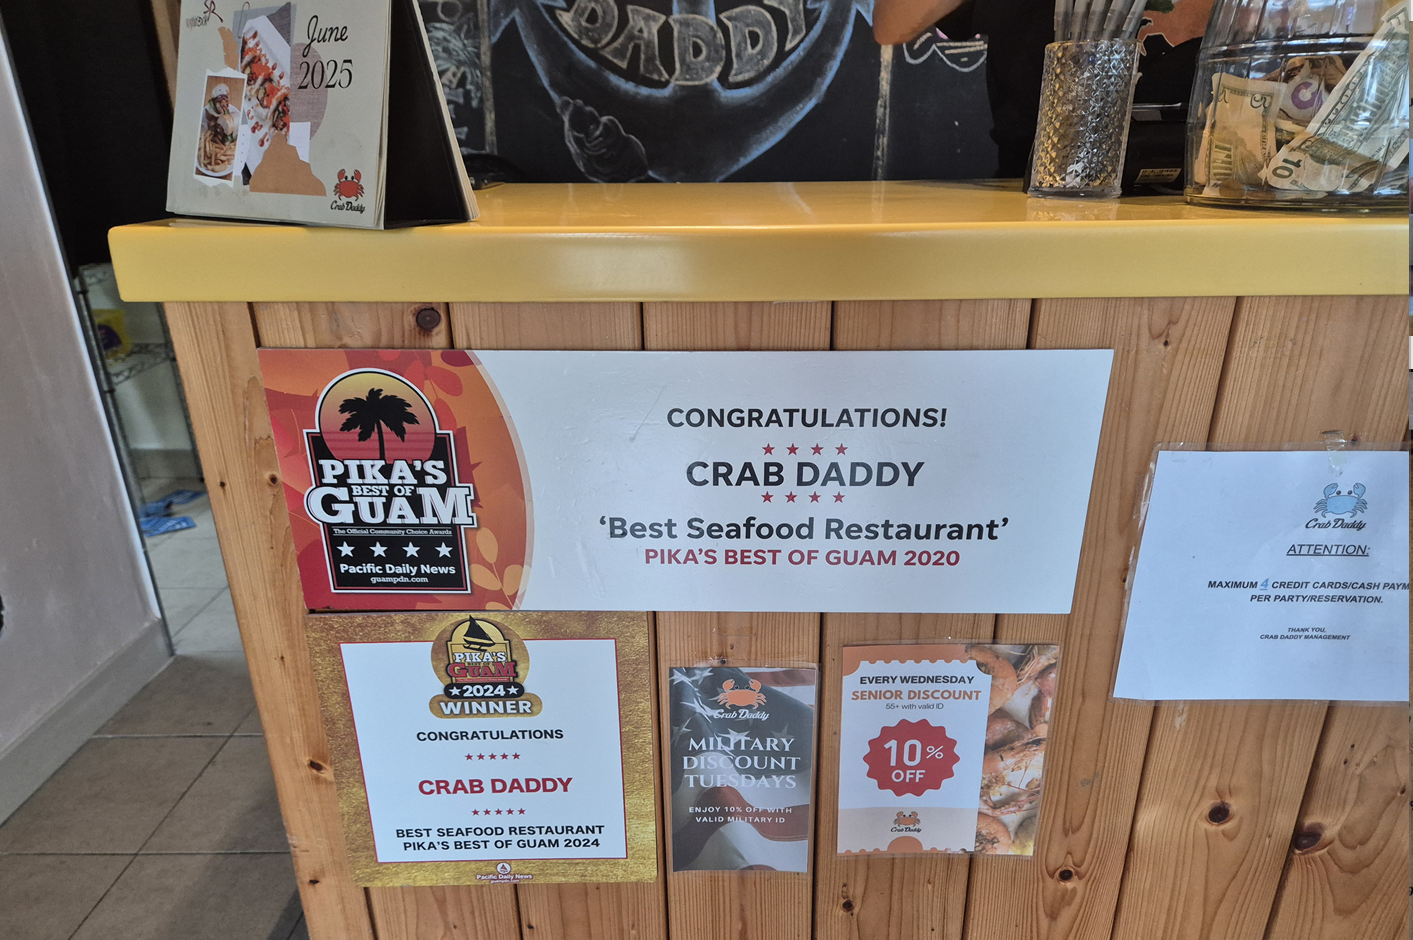 June
2025
Crab Daddy
DADDY
5
10
PIKA'S
BEST OF
GUAM
The Official Community Choice Awards
Pacific Daily News
guampdn.com
CONGRATULATIONS!
CRAB DADDY
‘Best Seafood Restaurant’
PIKA'S BEST OF GUAM 2020
PIKA'S
BEST OF
GUAM
2024
WINNER
CONGRATULATIONS
CRAB DADDY
BEST SEAFOOD RESTAURANT
PIKA'S BEST OF GUAM 2024
Pacific Daily News
Crab Daddy
MILITARY
DISCOUNT
TUESDAYS
ENJOY 10% OFF WITH
VALID MILITARY ID
EVERY WEDNESDAY
SENIOR DISCOUNT
55+ with valid ID
10%
OFF
Crab Daddy
Crab Daddy
ATTENTION:
MAXIMUM 4 CREDIT CARDS/CASH PAYM
PER PARTY/RESERVATION.
THANK YOU,
CRAB DADDY MANAGEMENT